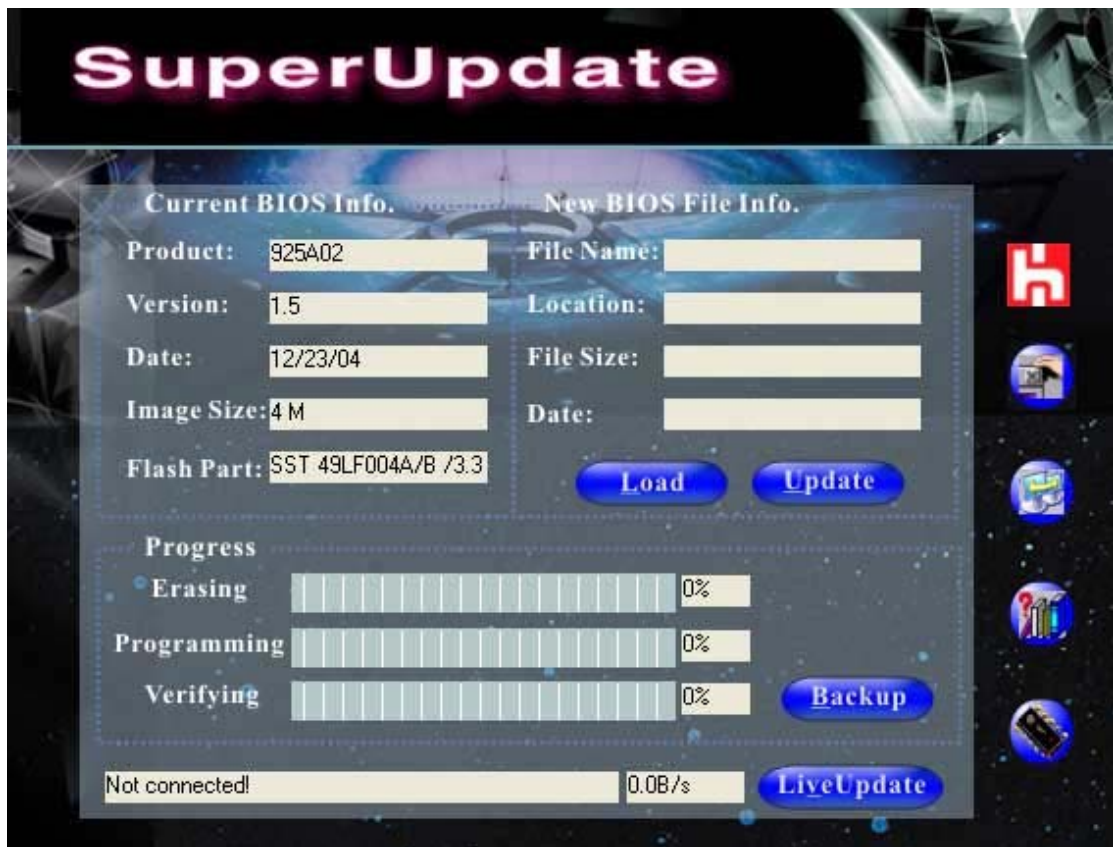 SuperUpdate
Current BIOS Info.
Product: 925A02
Version: 1.5
Date: 12/23/04
Image Size: 4 M
Flash Part: SST 49LF004A/B /3.3
New BIOS File Info.
File Name:
Location:
File Size:
Date:
Load Update
Progress
Erasing 0%
Programming 0%
Verifying 0%
Backup
Not connected! 0.0B/s LiveUpdate